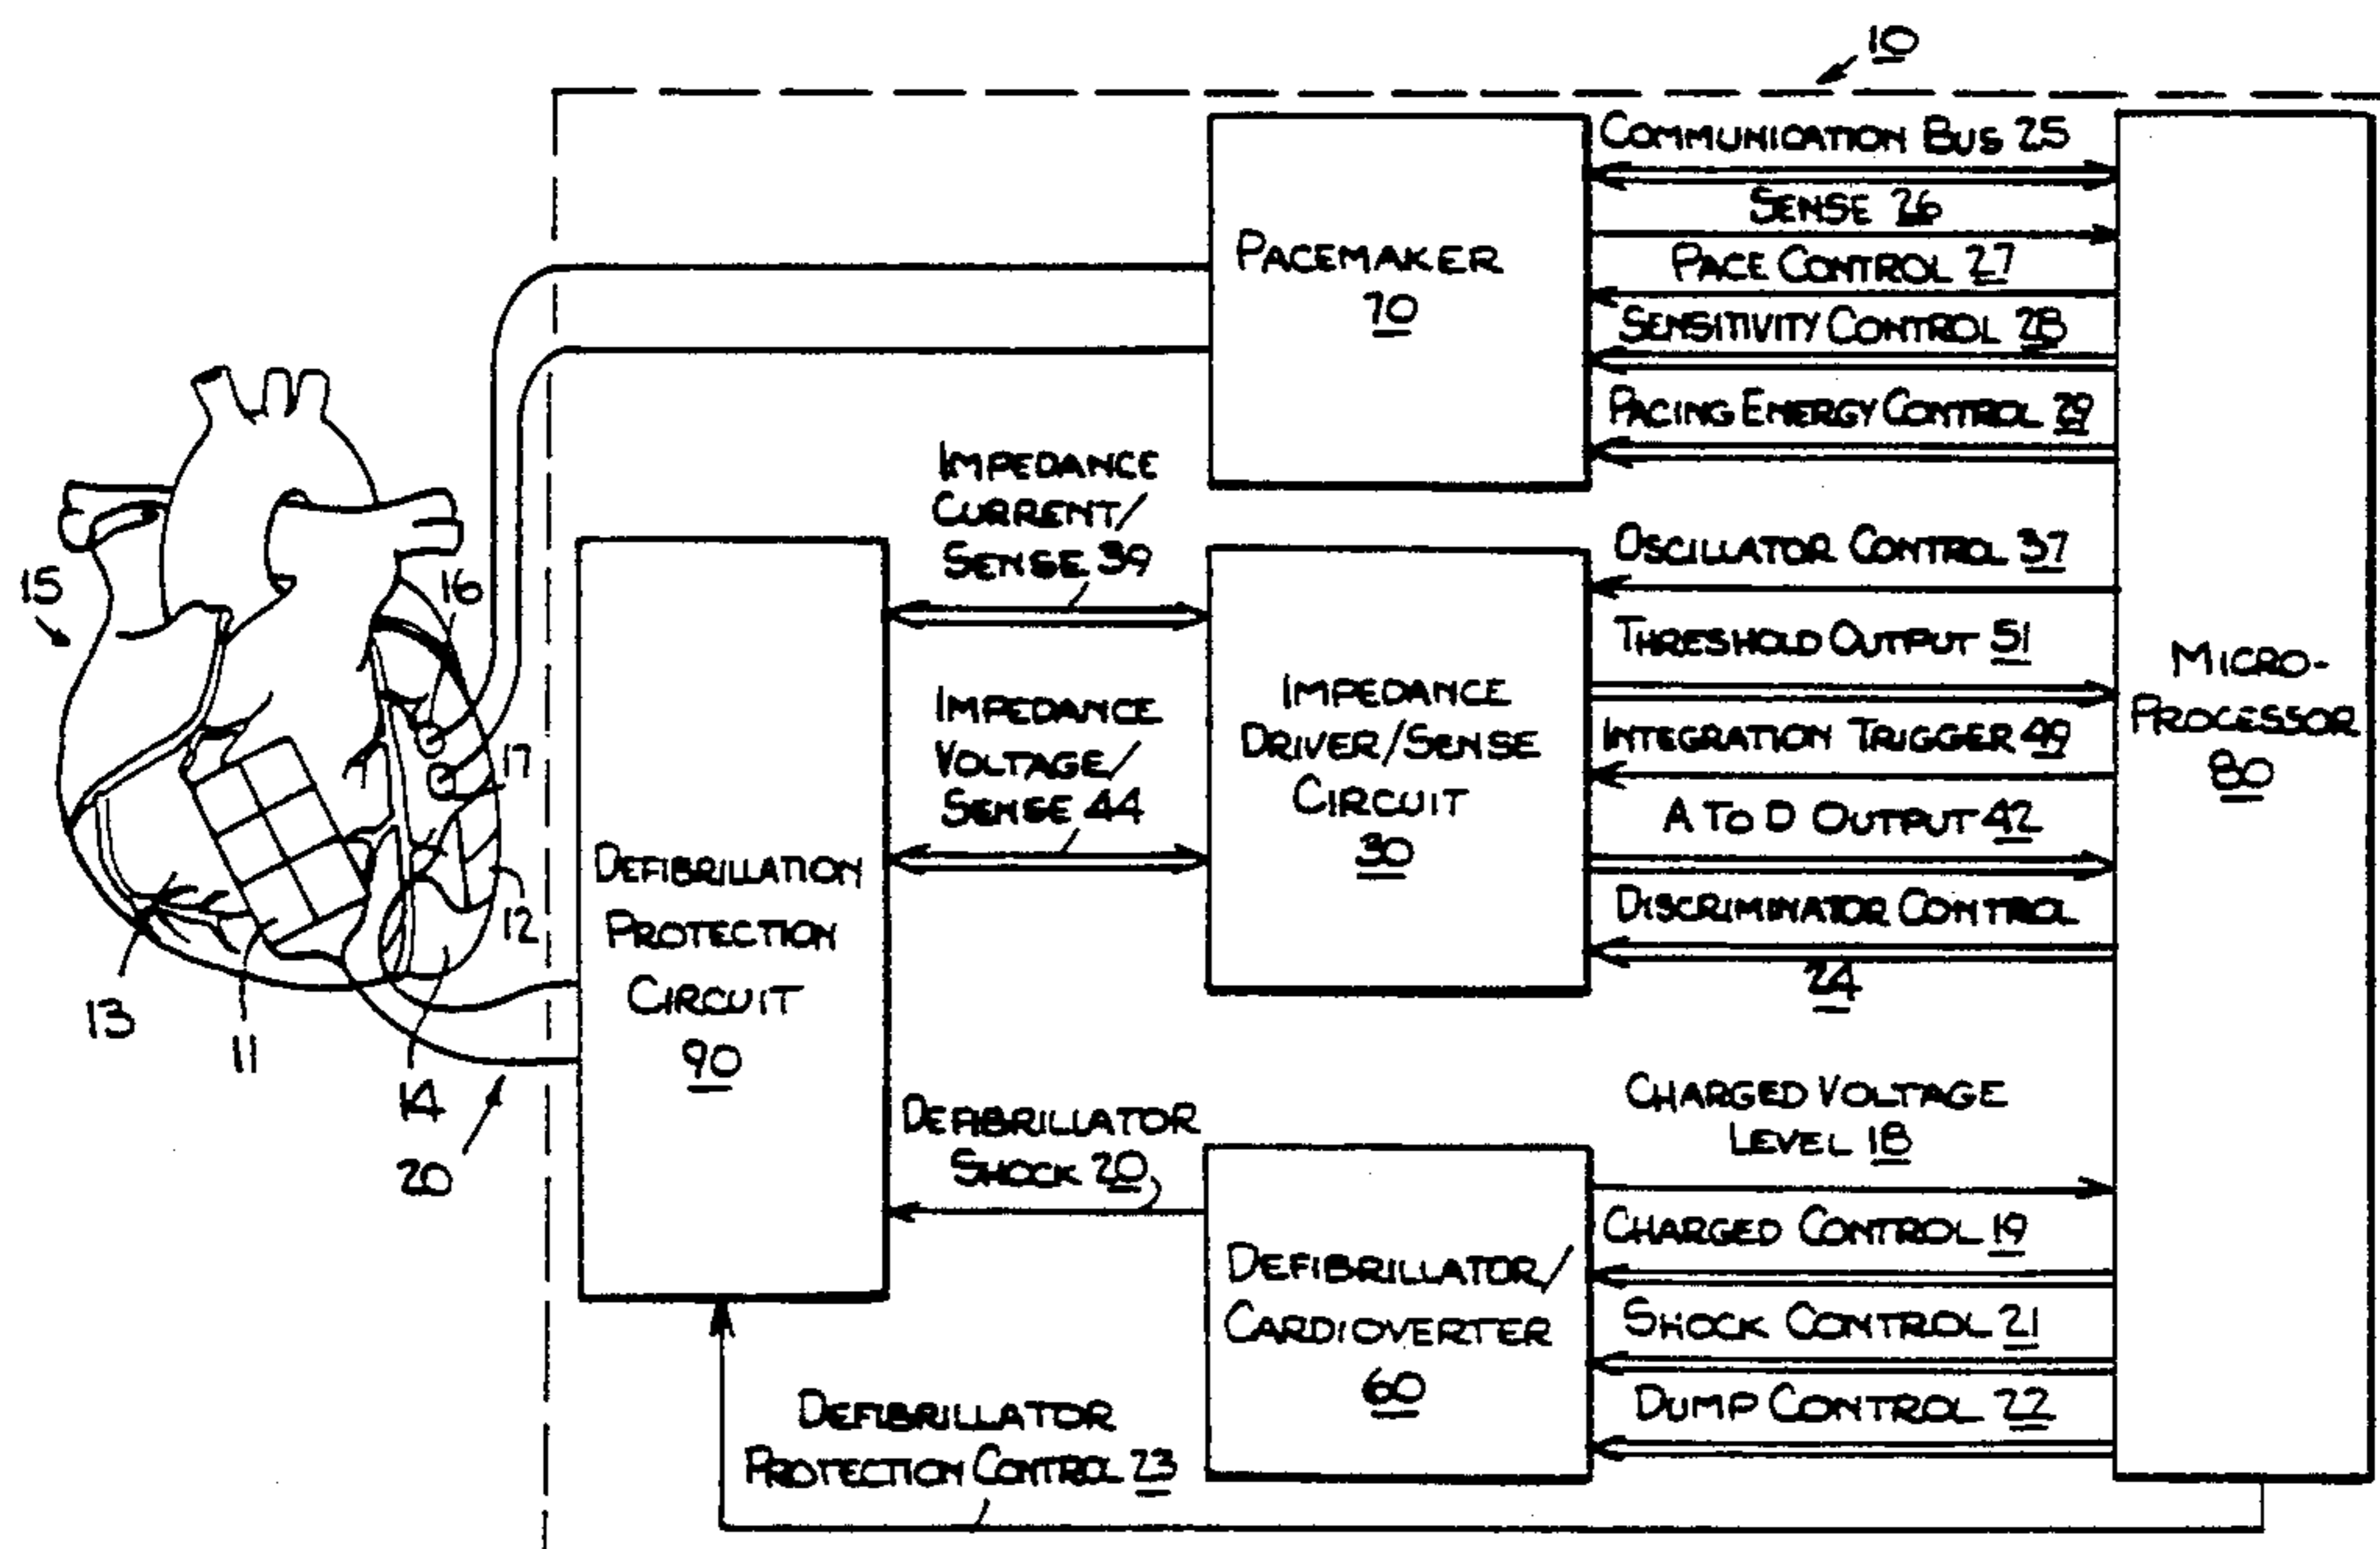 10
COMMUNICATION BUS 25
SENSE 26
PACE CONTROL 27
SENSITIVITY CONTROL 28
PACING ENERGY CONTROL 29
PACEMAKER
70
IMPEDANCE
CURRENT/
SENSE 39
IMPEDANCE
VOLTAGE/
SENSE 44
OSCILLATOR CONTROL 37
THRESHOLD OUTPUT 51
INTEGRATION TRIGGER 49
A TO D OUTPUT 42
DISCRIMINATOR CONTROL
24
IMPEDANCE
DRIVER/SENSE
CIRCUIT
30
MICRO-
PROCESSOR
80
15
16
17
12
13
11
14
20
DEFIBRILLATION
PROTECTION
CIRCUIT
90
DEFIBRILLATOR
SHOCK 20
CHARGED VOLTAGE
LEVEL 18
CHARGED CONTROL 19
SHOCK CONTROL 21
DUMP CONTROL 22
DEFIBRILLATOR/
CARDIOVERTER
60
DEFIBRILLATOR
PROTECTION CONTROL 23